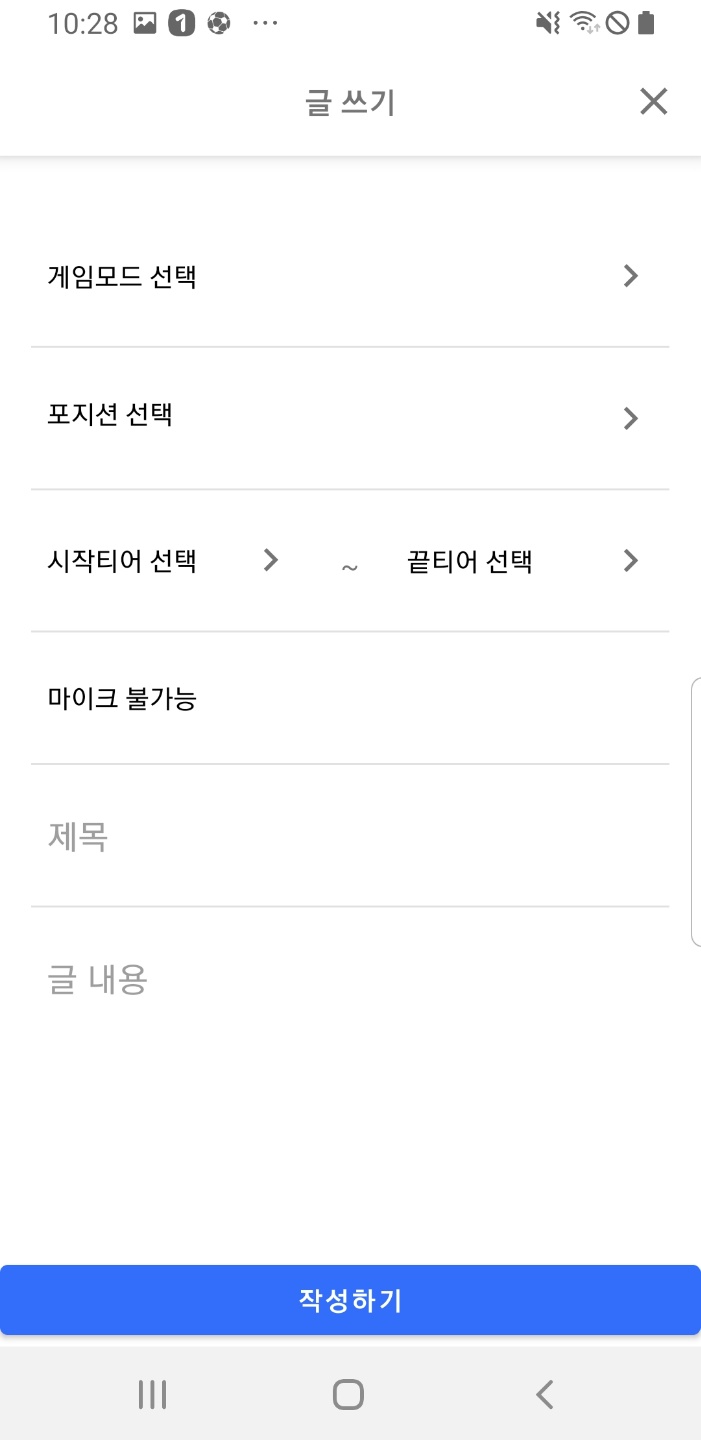 10:28
글 쓰기
게임모드 선택
포지션 선택
시작티어 선택 ~ 끝티어 선택
마이크 불가능
제목
글 내용
작성하기